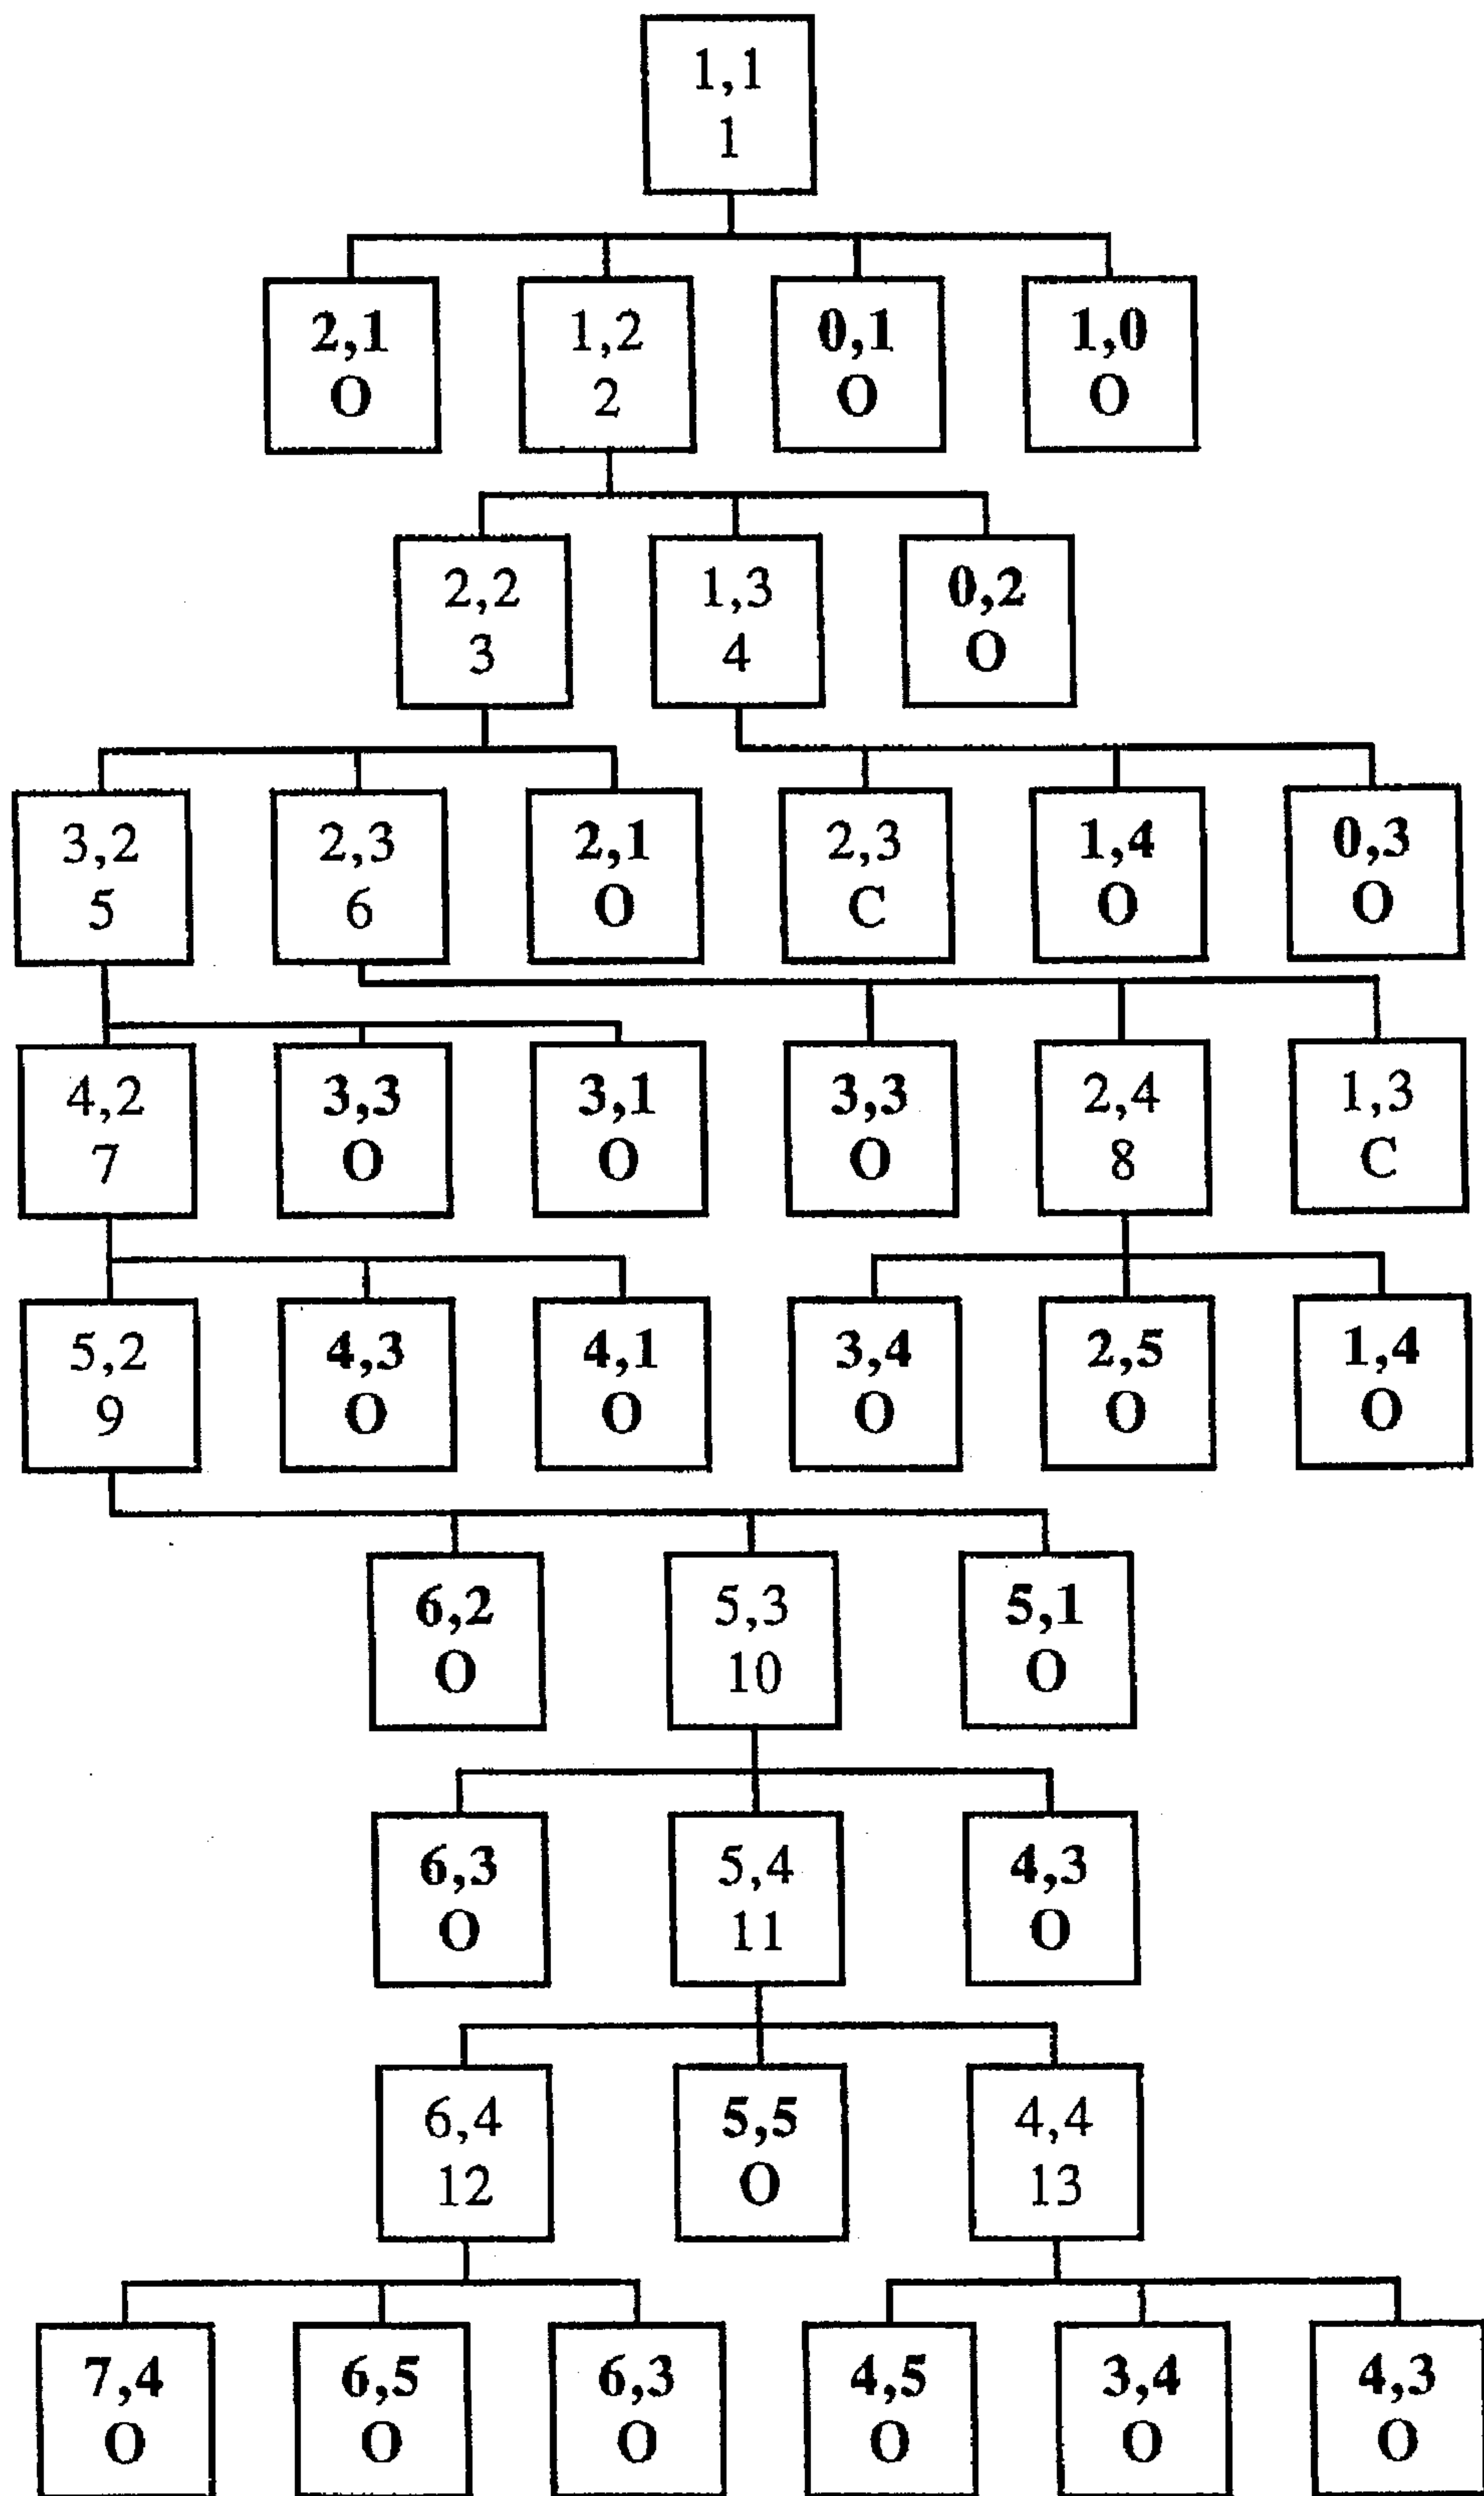 1,1
1
2,1
O
1,2
2
0,1
O
1,0
O
2,2
3
1,3
4
0,2
O
3,2
5
2,3
6
2,1
O
2,3
C
1,4
O
0,3
O
4,2
7
3,3
O
3,1
O
3,3
O
2,4
8
1,3
C
5,2
9
4,3
O
4,1
O
3,4
O
2,5
O
1,4
O
6,2
O
5,3
10
5,1
O
6,3
O
5,4
11
4,3
O
6,4
12
5,5
O
4,4
13
7,4
O
6,5
O
6,3
O
4,5
O
3,4
O
4,3
O